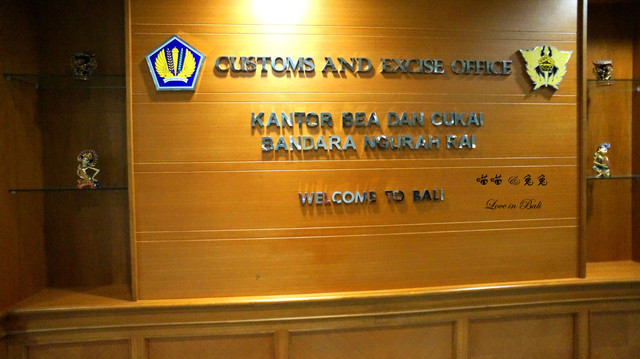 CUSTOMS AND EXCISE OFFICE
KANTOR BEA DAN CUKAI
BANDARA NGURAH RAI
WELCOME TO BALI
喵喵 & 兔兔
Love in Bali